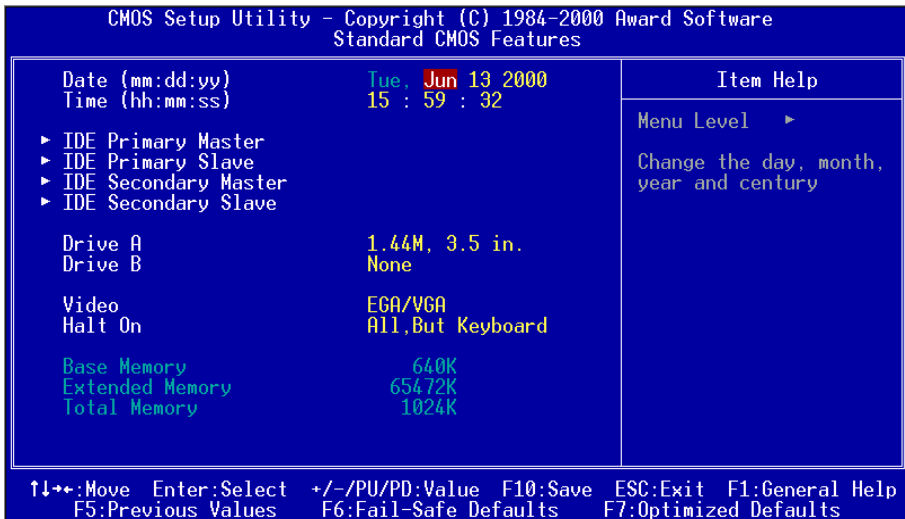 CMOS Setup Utility - Copyright (C) 1984-2000 Award Software
Standard CMOS Features
Date (mm:dd:yy) Tue, Jun 13 2000
Time (hh:mm:ss) 15 : 59 : 32
► IDE Primary Master
► IDE Primary Slave
► IDE Secondary Master
► IDE Secondary Slave
Drive A 1.44M, 3.5 in.
Drive B None
Video EGA/VGA
Halt On All,But Keyboard
Base Memory 640K
Extended Memory 65472K
Total Memory 1024K
Item Help
Menu Level ►
Change the day, month,
year and century
↑↓→←:Move Enter:Select +/-/PU/PD:Value F10:Save ESC:Exit F1:General Help
F5:Previous Values F6:Fail-Safe Defaults F7:Optimized Defaults